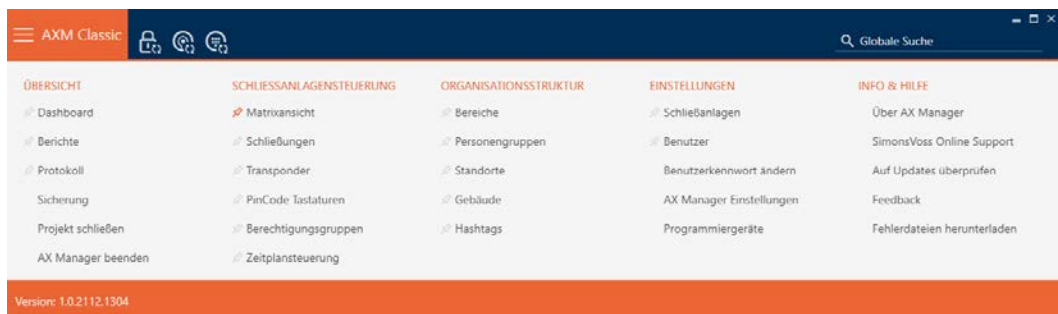 AXM Classic
Globale Suche
ÜBERSICHT
Dashboard
Berichte
Protokoll
Sicherung
Projekt schließen
AX Manager beenden
SCHLIESSANLAGENSTEUERUNG
Matrixansicht
Schließungen
Transponder
PinCode Tastaturen
Berechtigungsgruppen
Zeitplansteuerung
ORGANISATIONSSTRUKTUR
Bereiche
Personengruppen
Standorte
Gebäude
Hashtags
EINSTELLUNGEN
Schließanlagen
Benutzer
Benutzerkennwort ändern
AX Manager Einstellungen
Programmiergeräte
INFO & HILFE
Über AX Manager
SimonsVoss Online Support
Auf Updates überprüfen
Feedback
Fehlerdateien herunterladen
Version: 1.0.2112.1304